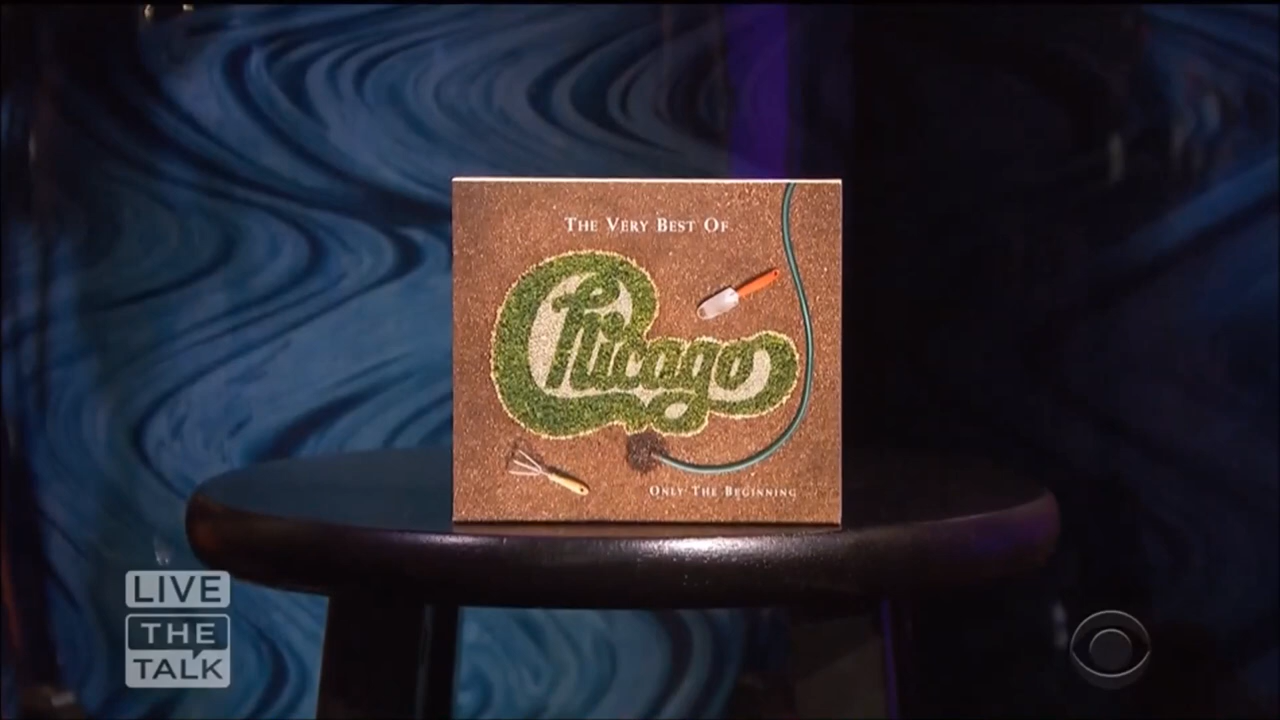 THE VERY BEST OF
Chicago
ONLY THE BEGINNING
LIVE
THE
TALK